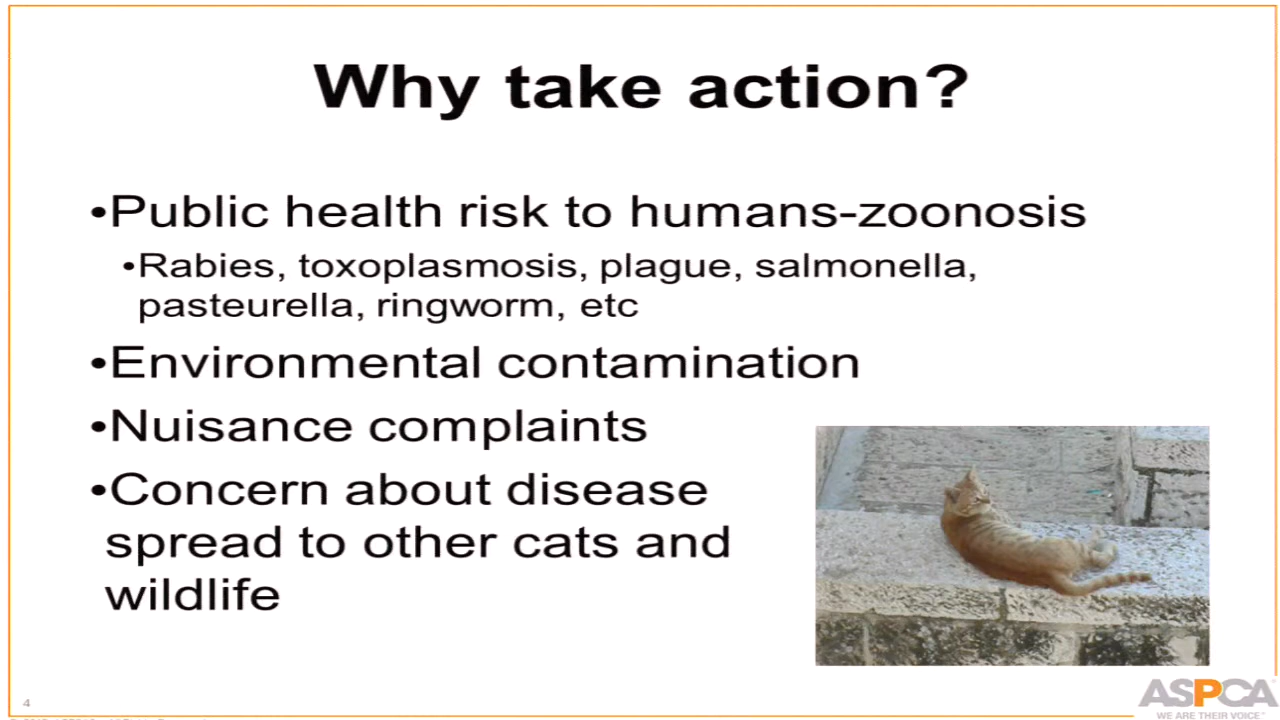 Why take action?
•Public health risk to humans-zoonosis
•Rabies, toxoplasmosis, plague, salmonella,
pasteurella, ringworm, etc
•Environmental contamination
•Nuisance complaints
•Concern about disease
spread to other cats and
wildlife
4
ASPCA
WE ARE THEIR VOICE